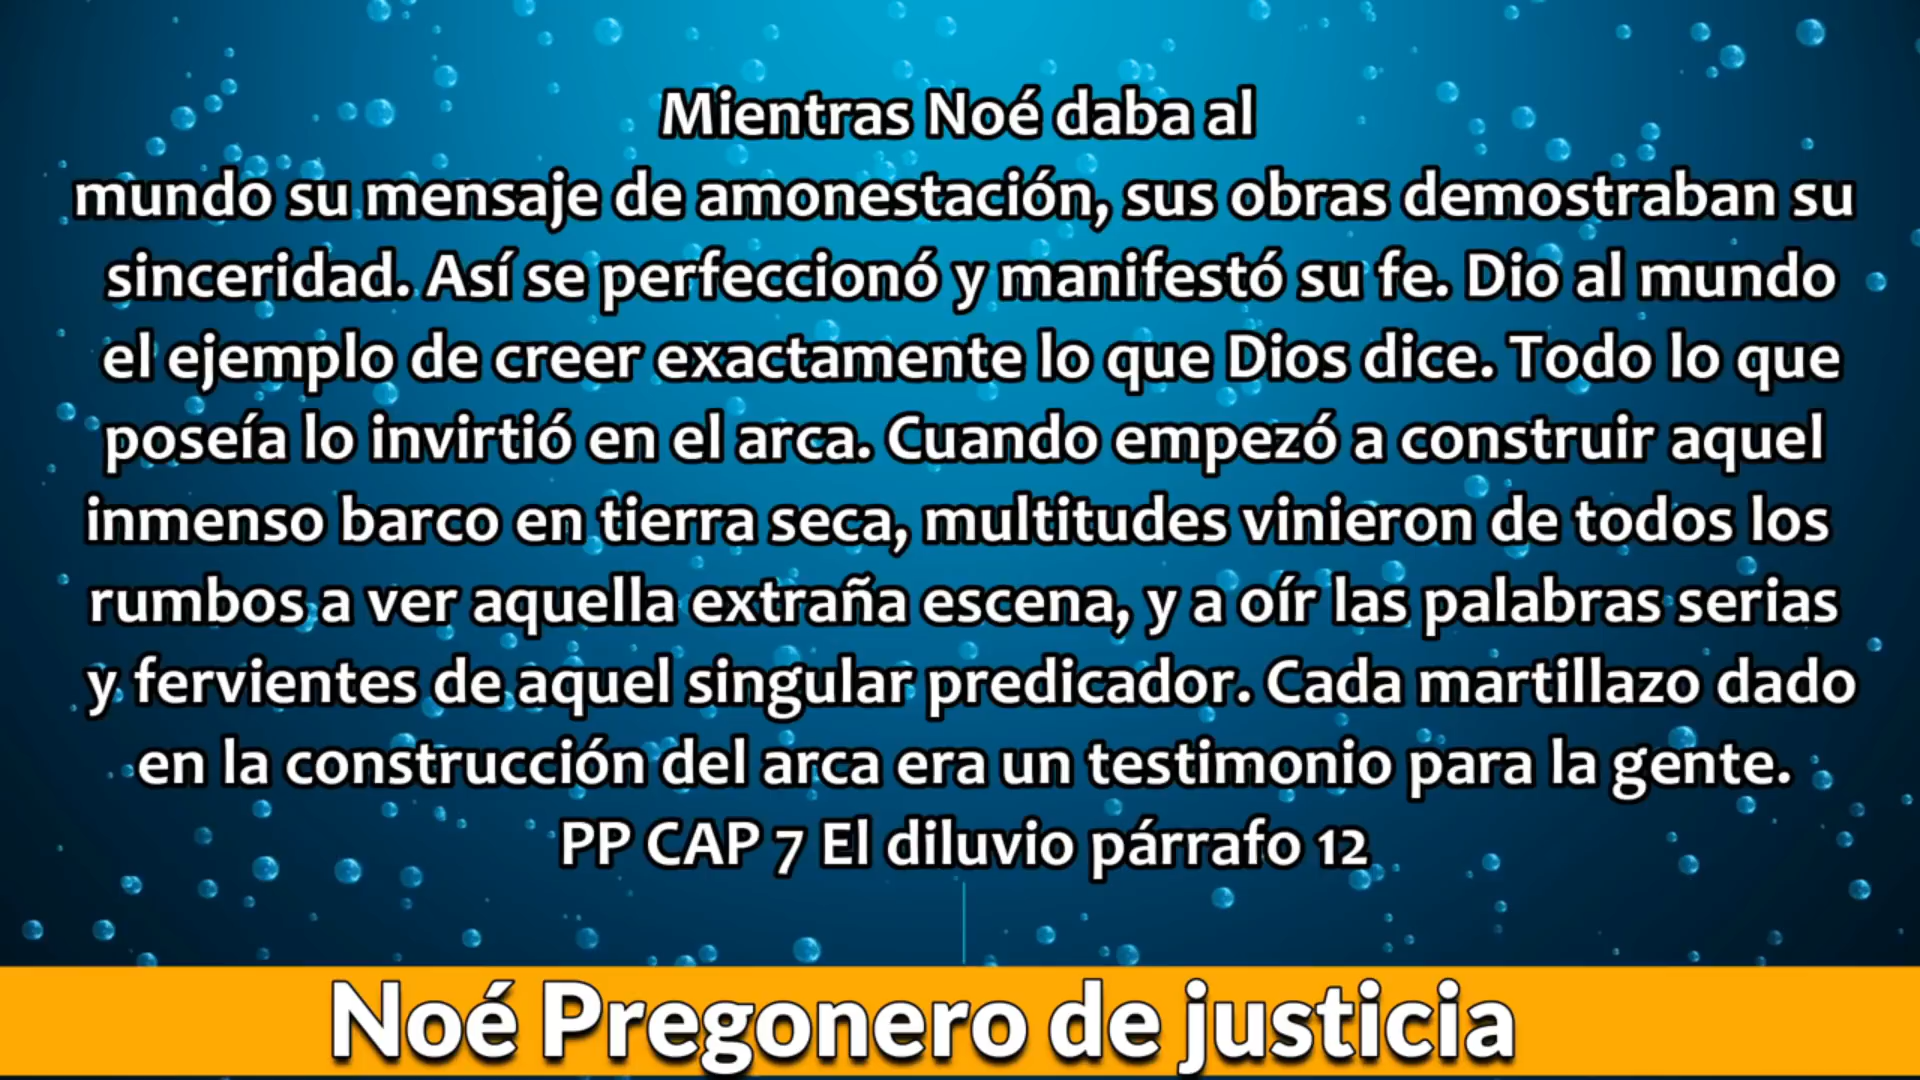 Mientras Noé daba al
mundo su mensaje de amonestación, sus obras demostraban su
sinceridad. Así se perfeccionó y manifestó su fe. Dio al mundo
el ejemplo de creer exactamente lo que Dios dice. Todo lo que
poseía lo invirtió en el arca. Cuando empezó a construir aquel
inmenso barco en tierra seca, multitudes vinieron de todos los
rumbos a ver aquella extraña escena, y a oír las palabras serias
y fervientes de aquel singular predicador. Cada martillazo dado
en la construcción del arca era un testimonio para la gente.
PP CAP 7 El diluvio párrafo 12
Noé Pregonero de justicia